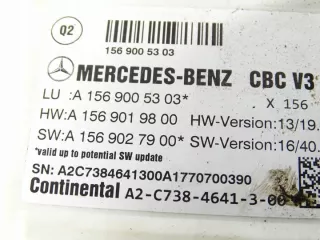 Q2
156 900 53 03
MERCEDES-BENZ CBC V3
LU :A 156 900 53 03* X 156
HW:A 156 901 98 00 HW-Version:13/19.
SW:A 156 902 79 00* SW-Version:16/40.
*valid up to potential SW update
SN: A2C7384641300A1770700390
Continental A2-C738-4641-3-00